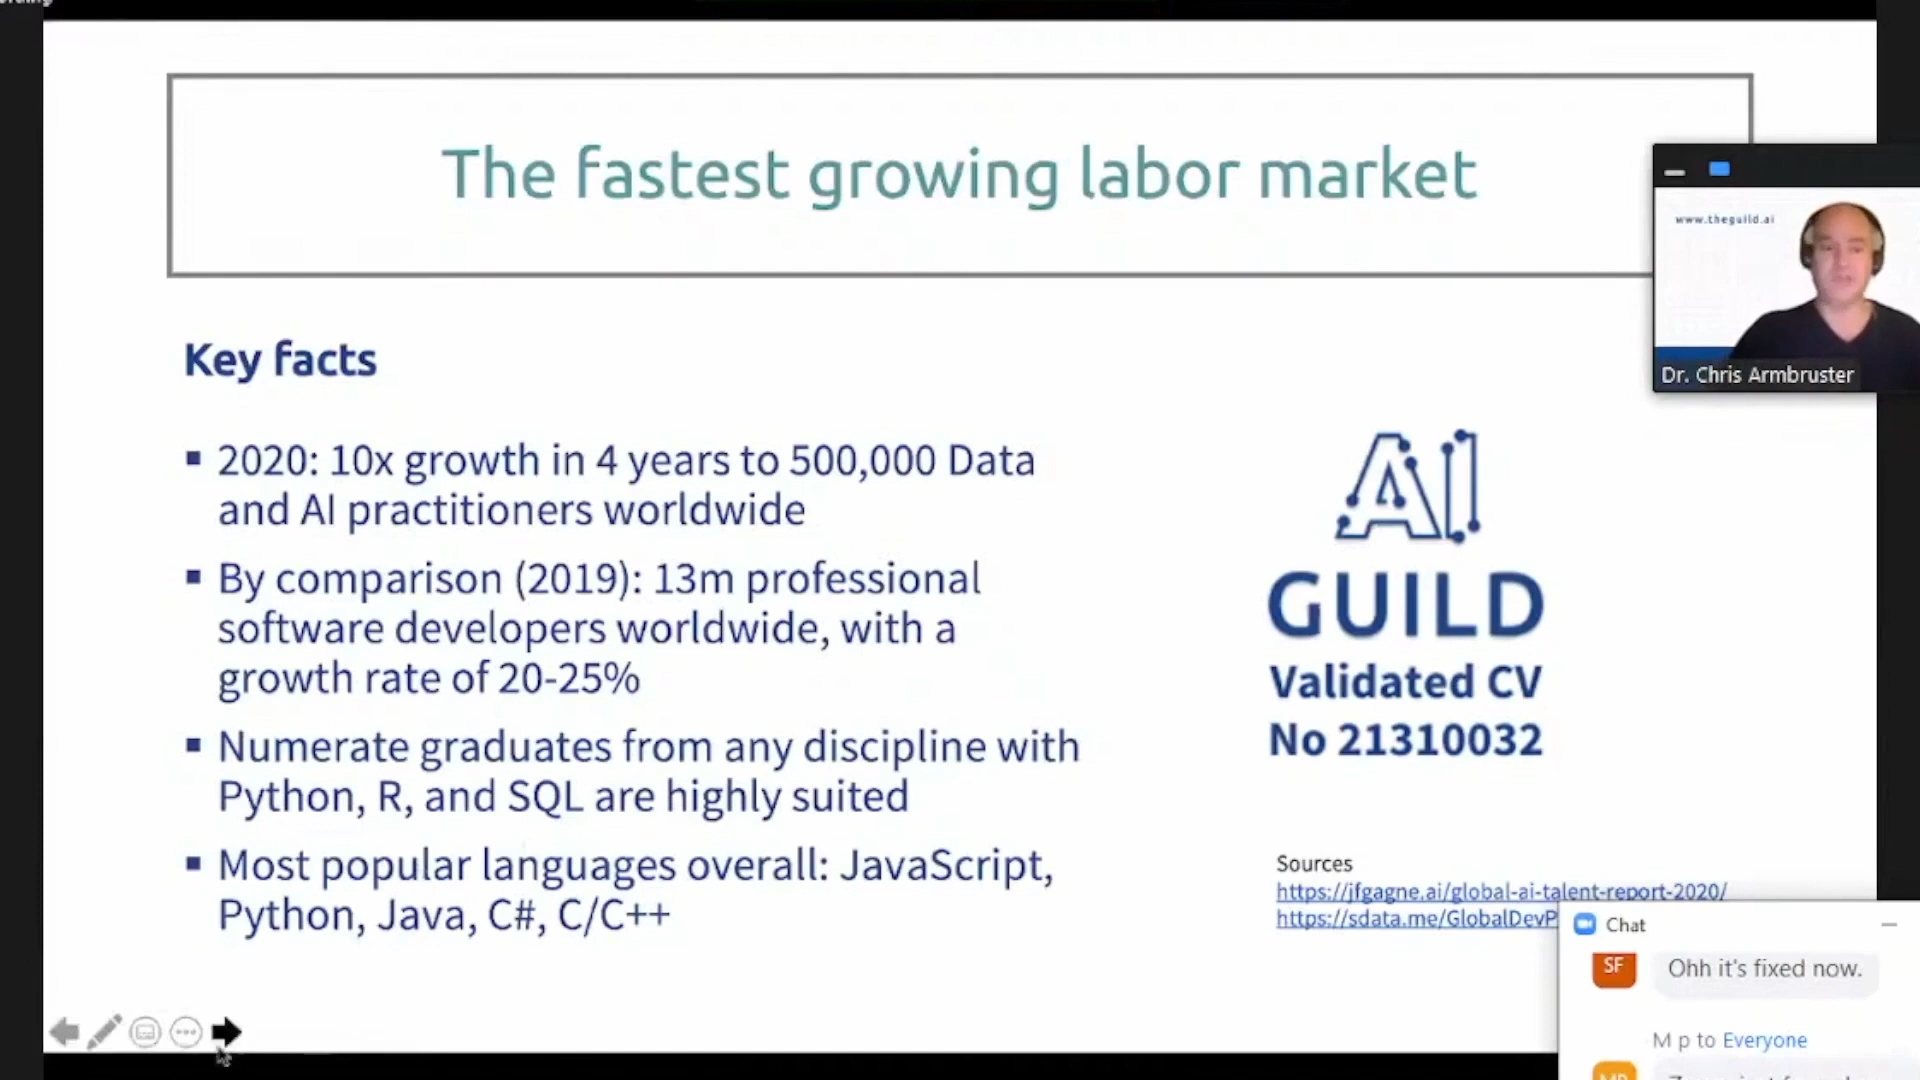 The fastest growing labor market
www.theguild.ai
Dr. Chris Armbruster
Key facts
▪ 2020: 10x growth in 4 years to 500,000 Data
and AI practitioners worldwide
▪ By comparison (2019): 13m professional
software developers worldwide, with a
growth rate of 20-25%
▪ Numerate graduates from any discipline with
Python, R, and SQL are highly suited
▪ Most popular languages overall: JavaScript,
Python, Java, C#, C/C++
AI
GUILD
Validated CV
No 21310032
Sources
https://jfgagne.ai/global-ai-talent-report-2020/
https://sdata.me/GlobalDevP
Chat
SF
Ohh it's fixed now.
M p to Everyone
MP